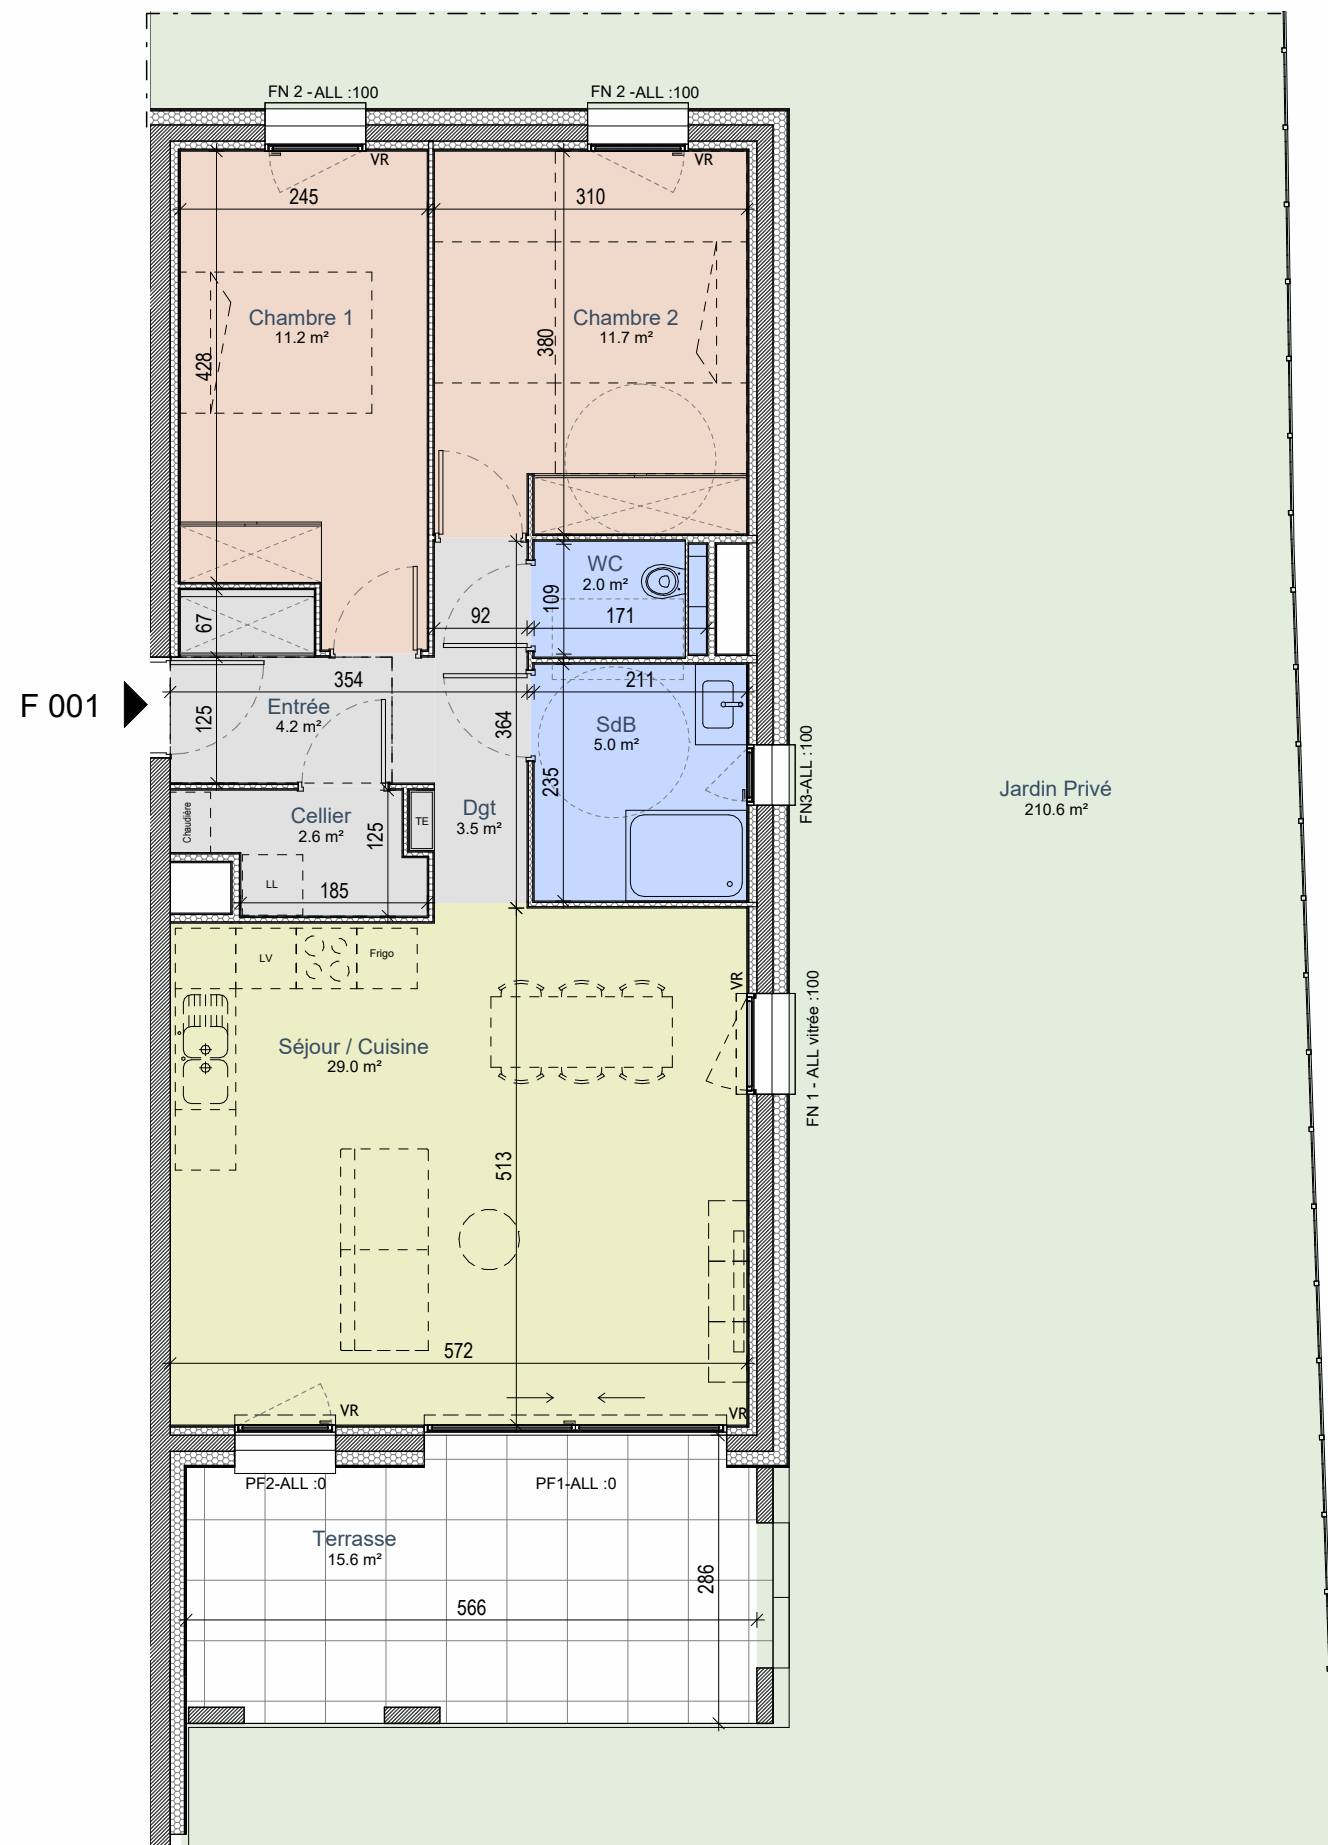 FN 2 -ALL :100
FN 2 -ALL :100
VR
VR
245
310
Chambre 1
11.2 m²
Chambre 2
11.7 m²
428
380
WC
2.0 m²
109
67
92
171
F 001
354
211
Entrée
4.2 m²
125
364
SdB
5.0 m²
235
FN3-ALL :100
Jardin Privé
210.6 m²
Chaudière
Cellier
2.6 m²
125
TE
Dgt
3.5 m²
LL
185
LV
Frigo
VR
FN 1 - ALL vitrée :100
Séjour / Cuisine
29.0 m²
513
572
VR
VR
PF2-ALL :0
PF1-ALL :0
Terrasse
15.6 m²
286
566